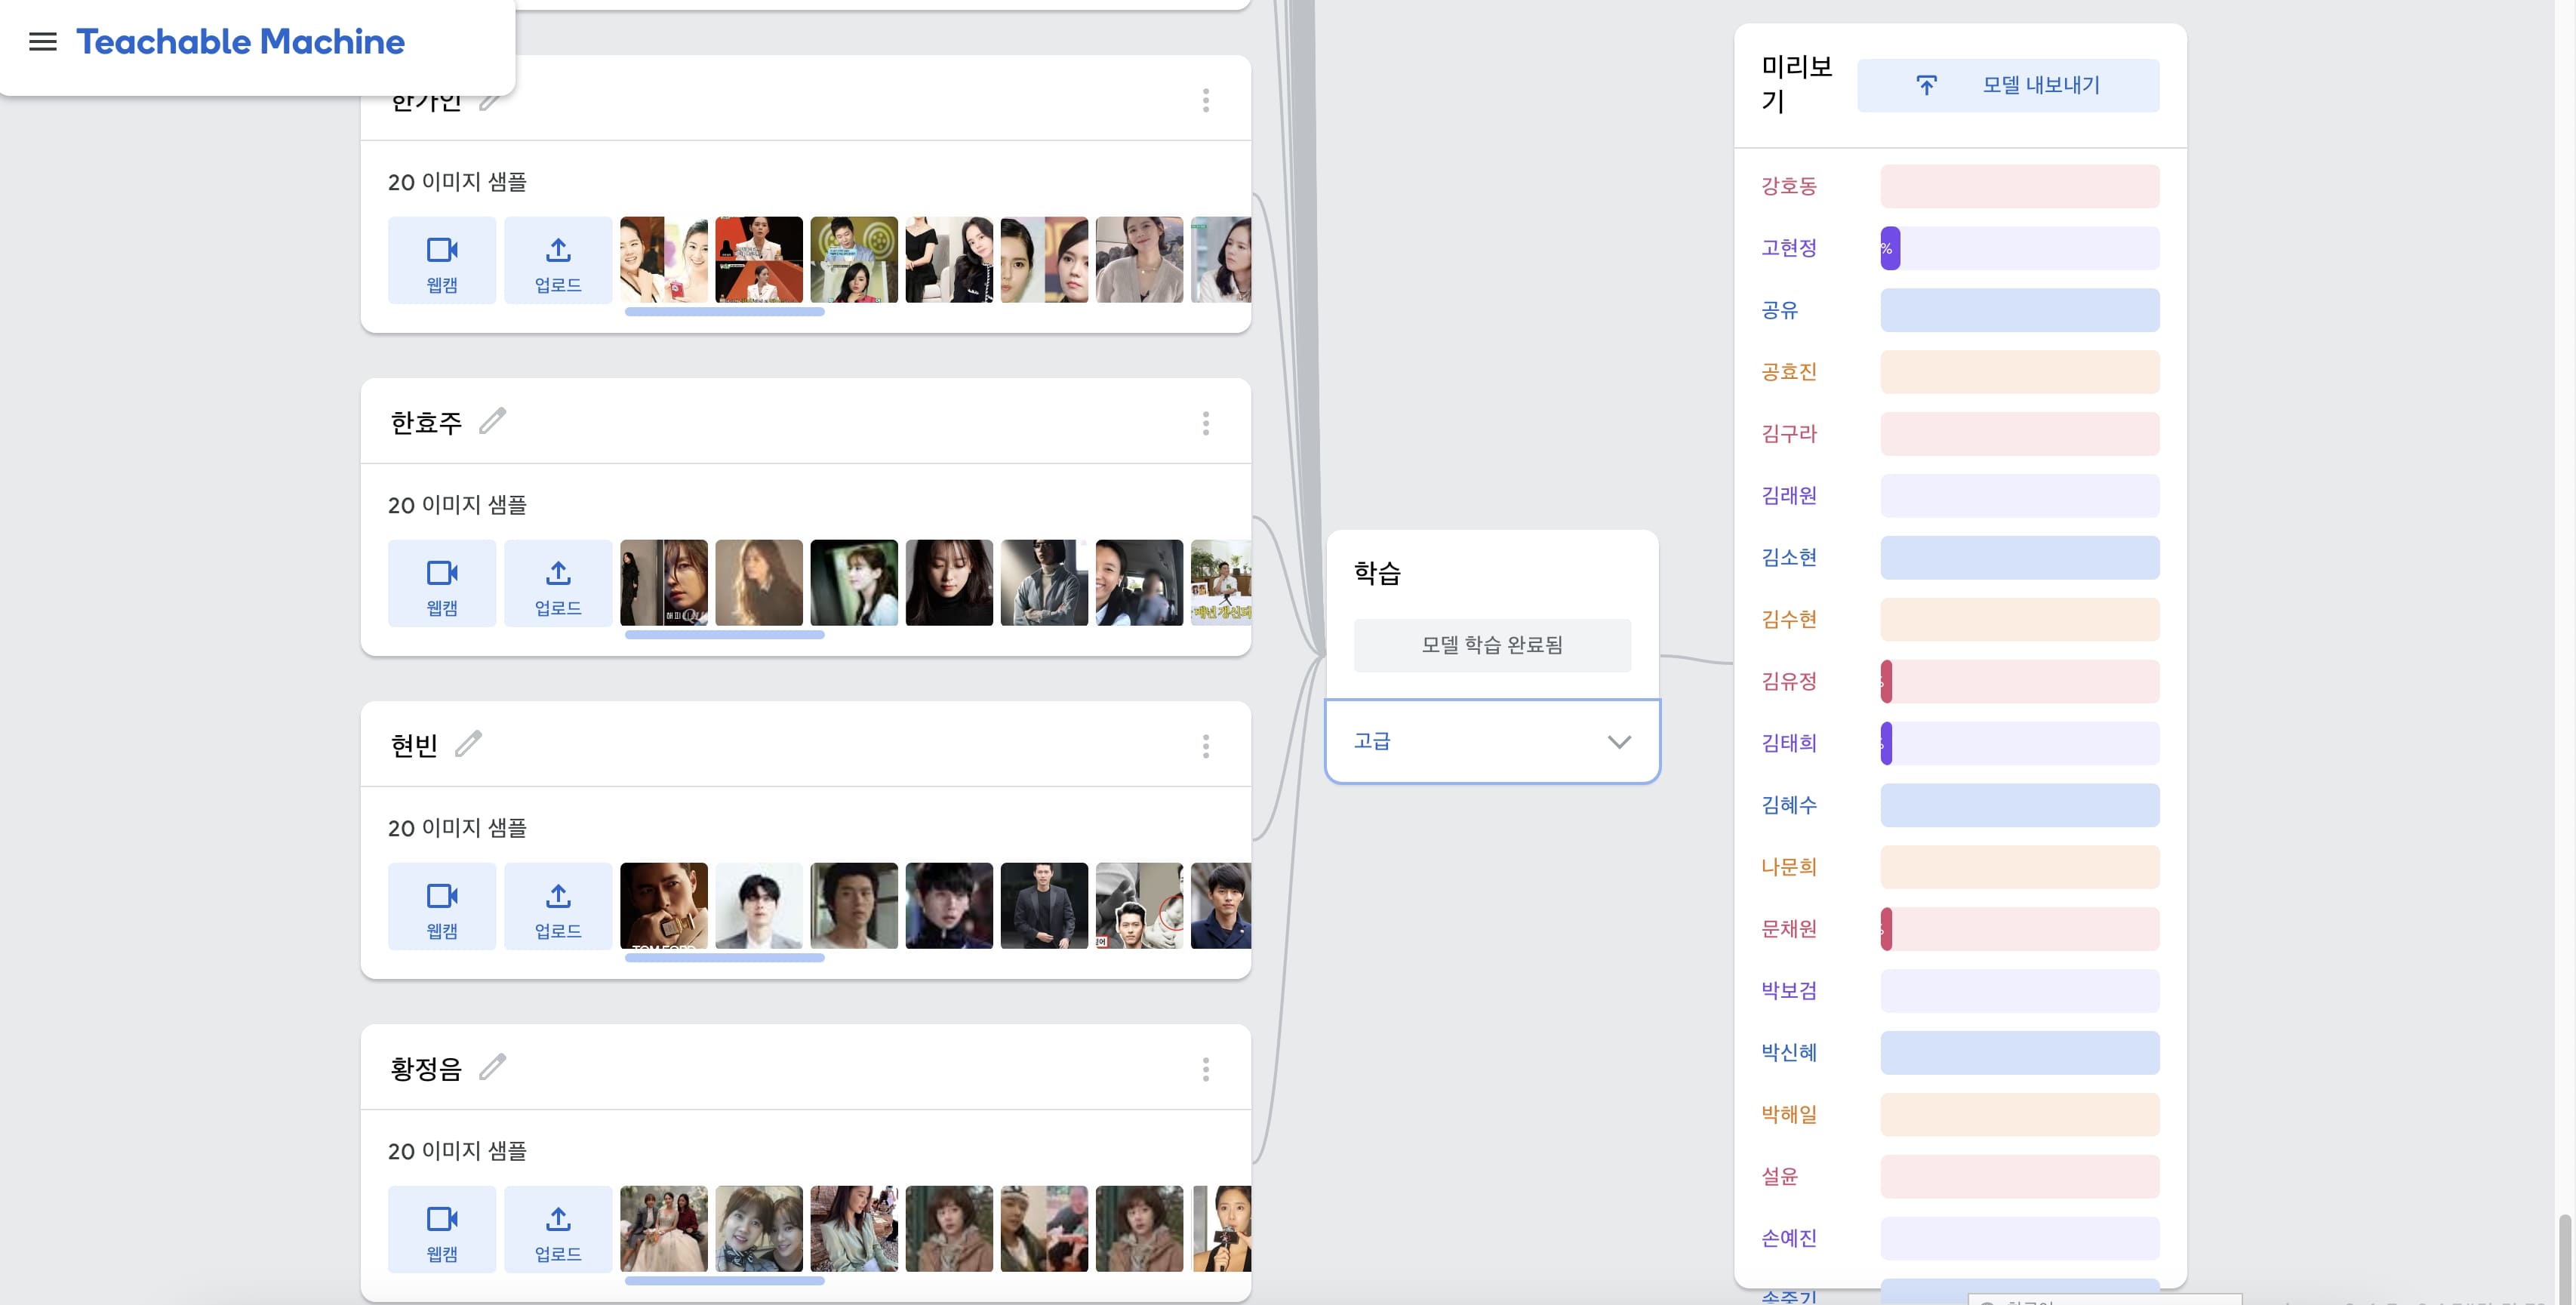 Teachable Machine
한가인
20 이미지 샘플
웹캠
업로드
한효주
20 이미지 샘플
웹캠
업로드
현빈
20 이미지 샘플
웹캠
업로드
TOM FORD
황정음
20 이미지 샘플
웹캠
업로드
학습
모델 학습 완료됨
고급
미리보
기
모델 내보내기
강호동
고현정
%
공유
공효진
김구라
김래원
김소현
김수현
김유정
김태희
김혜수
나문희
문채원
박보검
박신혜
박해일
설윤
손예진
송중기